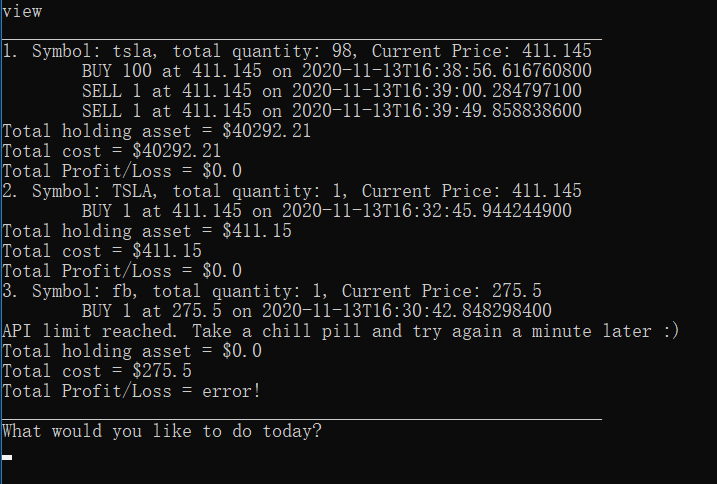 view
1. Symbol: tsla, total quantity: 98, Current Price: 411.145
BUY 100 at 411.145 on 2020-11-13T16:38:56.616760800
SELL 1 at 411.145 on 2020-11-13T16:39:00.284797100
SELL 1 at 411.145 on 2020-11-13T16:39:49.858838600
Total holding asset = $40292.21
Total cost = $40292.21
Total Profit/Loss = $0.0
2. Symbol: TSLA, total quantity: 1, Current Price: 411.145
BUY 1 at 411.145 on 2020-11-13T16:32:45.944244900
Total holding asset = $411.15
Total cost = $411.15
Total Profit/Loss = $0.0
3. Symbol: fb, total quantity: 1, Current Price: 275.5
BUY 1 at 275.5 on 2020-11-13T16:30:42.848298400
API limit reached. Take a chill pill and try again a minute later :)
Total holding asset = $0.0
Total cost = $275.5
Total Profit/Loss = error!
What would you like to do today?